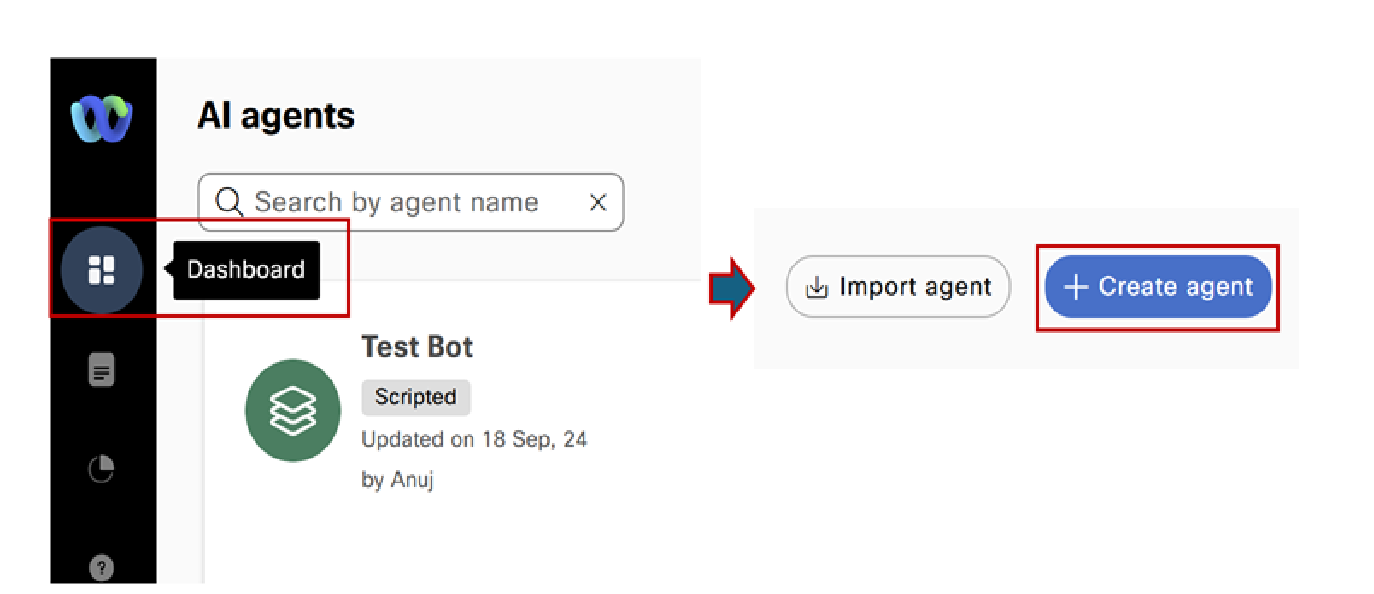 AI agents
Search by agent name
Dashboard
Test Bot
Scripted
Updated on 18 Sep, 24
by Anuj
Import agent
+ Create agent